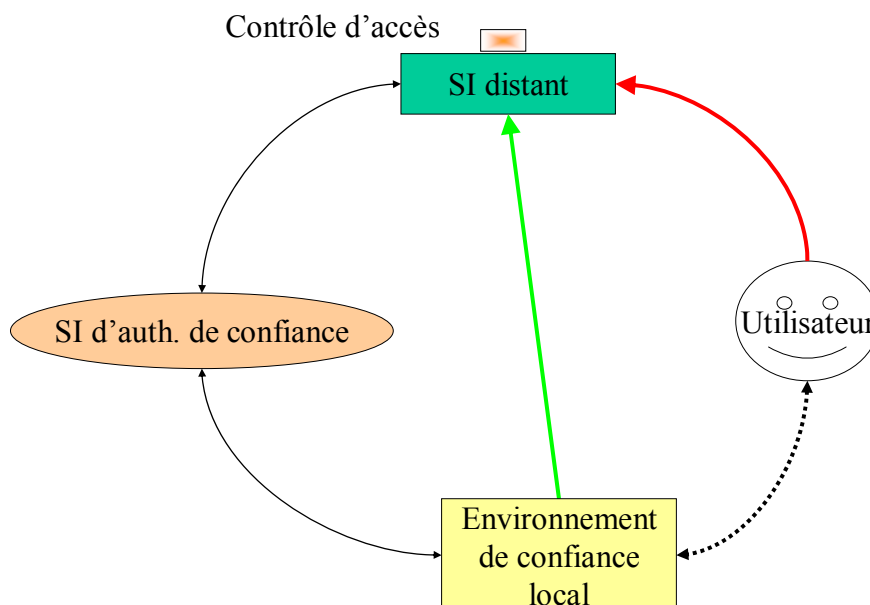 Contrôle d’accès
SI distant
SI d’auth. de confiance
Utilisateur
Environnement
de confiance
local